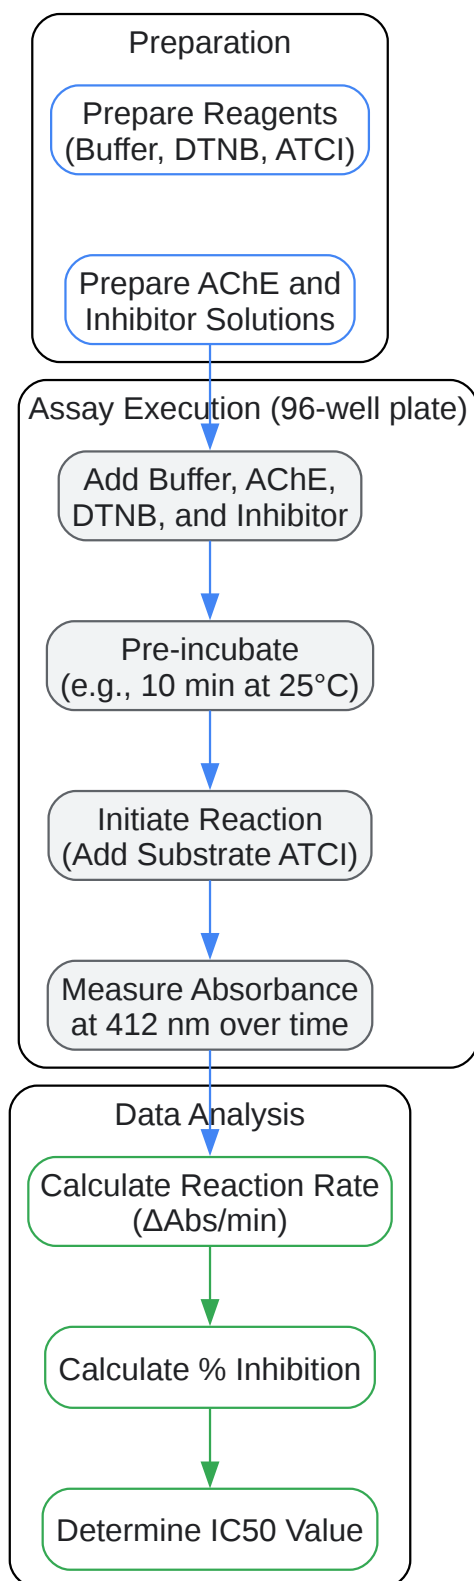 Preparation
Prepare Reagents
(Buffer, DTNB, ATCI)
Prepare AChE and
Inhibitor Solutions
Assay Execution (96-well plate)
Add Buffer, AChE,
DTNB, and Inhibitor
Pre-incubate
(e.g., 10 min at 25°C)
Initiate Reaction
(Add Substrate ATCI)
Measure Absorbance
at 412 nm over time
Data Analysis
Calculate Reaction Rate
(ΔAbs/min)
Calculate % Inhibition
Determine IC50 Value